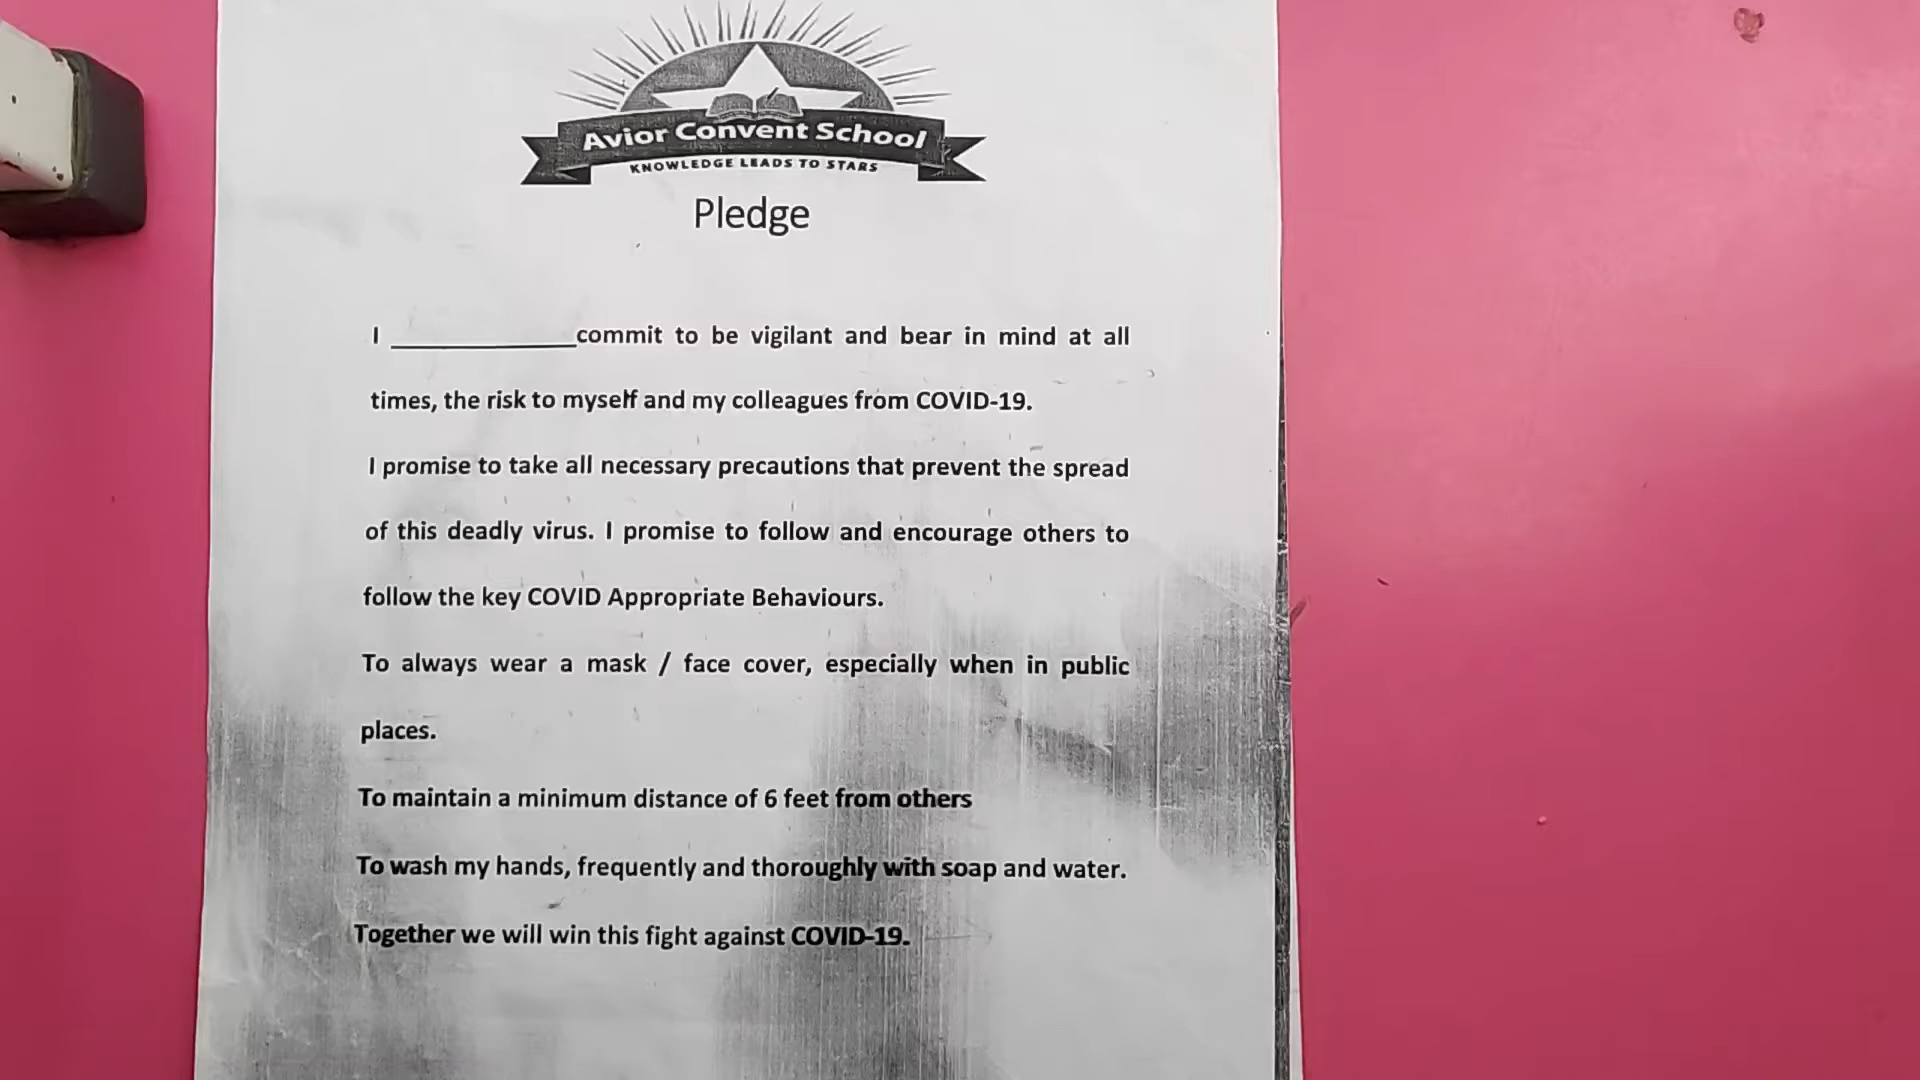 Avior Convent School
KNOWLEDGE LEADS TO STARS
Pledge
I ______________commit to be vigilant and bear in mind at all
times, the risk to myself and my colleagues from COVID-19.
I promise to take all necessary precautions that prevent the spread
of this deadly virus. I promise to follow and encourage others to
follow the key COVID Appropriate Behaviours.
To always wear a mask / face cover, especially when in public
places.
To maintain a minimum distance of 6 feet from others
To wash my hands, frequently and thoroughly with soap and water.
Together we will win this fight against COVID-19.